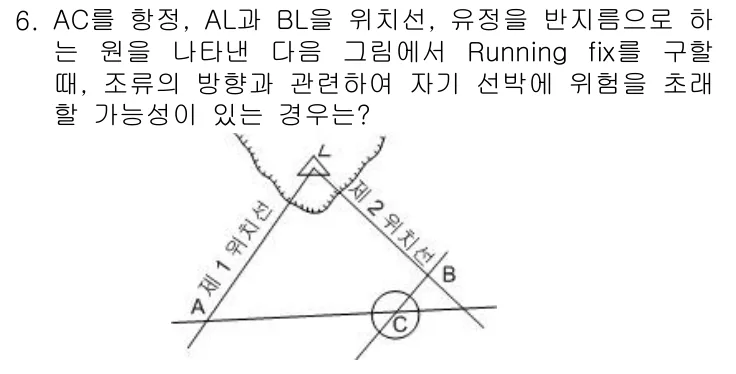 6. AC를 항정, AL과 BL을 위치선, 유정을 반지름으로 하
는 원을 나타낸 다음 그림에서 Running fix를 구할
때, 조류의 방향과 관련하여 자기 선박에 위험을 초래
할 가능성이 있는 경우는?
L
제 1 위치선
제 2 위치선
B
A
C